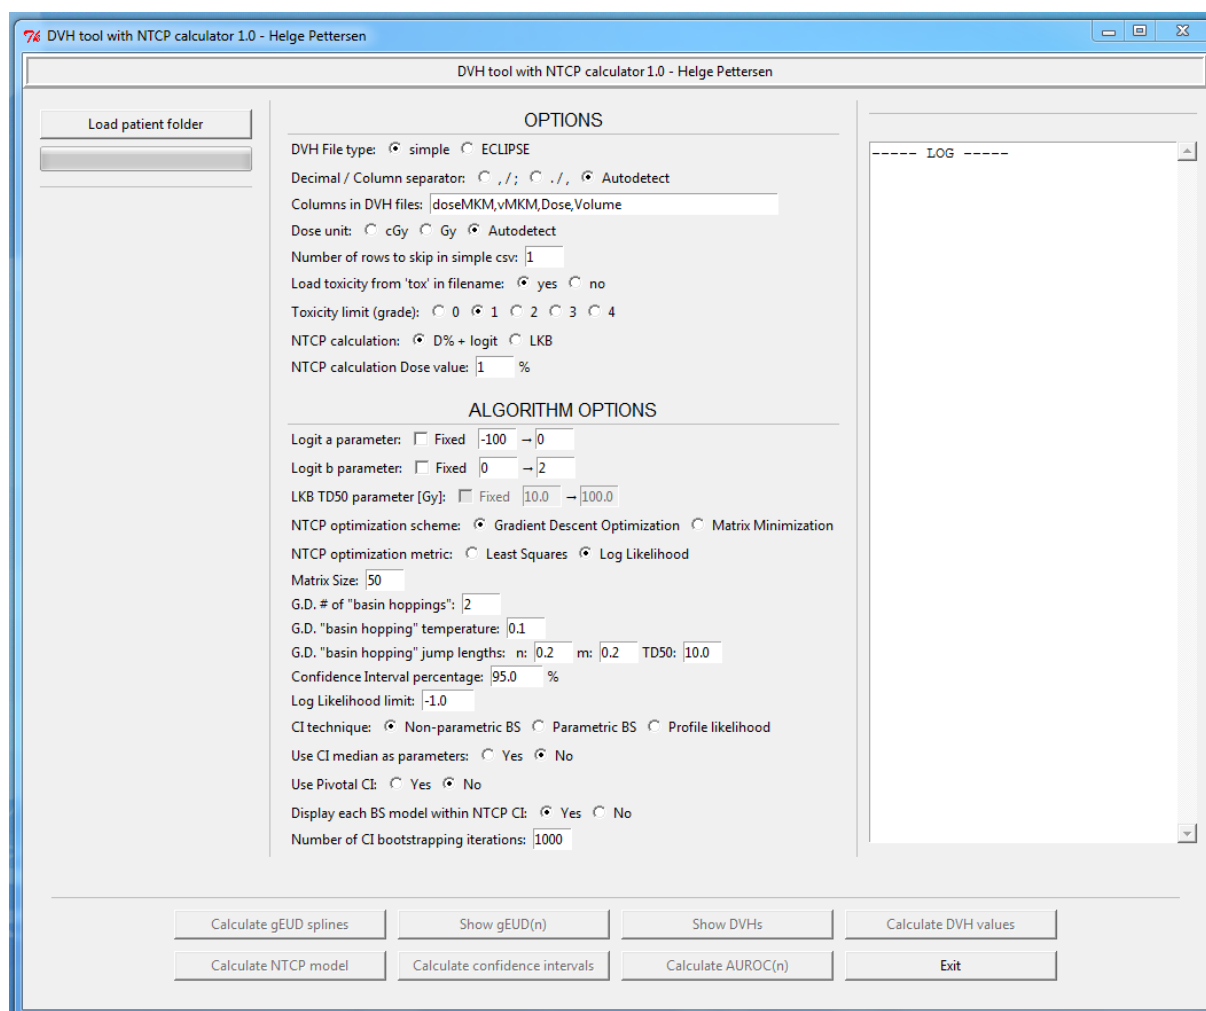 DVH tool with NTCP calculator 1.0 - Helge Pettersen
DVH tool with NTCP calculator 1.0 - Helge Pettersen
Load patient folder
OPTIONS
DVH File type: simple ECLIPSE
Decimal / Column separator: ,/; ./, Autodetect
Columns in DVH files: doseMKM,vMKM,Dose,Volume
Dose unit: cGy Gy Autodetect
Number of rows to skip in simple csv: 1
Load toxicity from 'tox' in filename: yes no
Toxicity limit (grade): 0 1 2 3 4
NTCP calculation: D% + logit LKB
NTCP calculation Dose value: 1 %
ALGORITHM OPTIONS
Logit a parameter: Fixed -100 → 0
Logit b parameter: Fixed 0 → 2
LKB TD50 parameter [Gy]: Fixed 10.0 → 100.0
NTCP optimization scheme: Gradient Descent Optimization Matrix Minimization
NTCP optimization metric: Least Squares Log Likelihood
Matrix Size: 50
G.D. # of "basin hoppings": 2
G.D. "basin hopping" temperature: 0.1
G.D. "basin hopping" jump lengths: n: 0.2 m: 0.2 TD50: 10.0
Confidence Interval percentage: 95.0 %
Log Likelihood limit: -1.0
CI technique: Non-parametric BS Parametric BS Profile likelihood
Use CI median as parameters: Yes No
Use Pivotal CI: Yes No
Display each BS model within NTCP CI: Yes No
Number of CI bootstrapping iterations: 1000
----- LOG -----
Calculate gEUD splines Show gEUD(n) Show DVHs Calculate DVH values
Calculate NTCP model Calculate confidence intervals Calculate AUROC(n) Exit